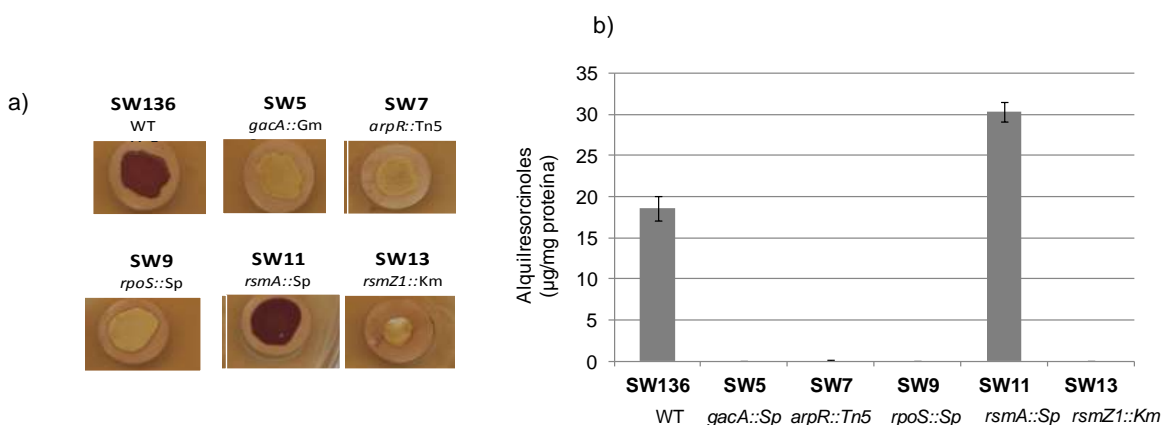 a)
SW136
WT
SW5
gacA::Gm
SW7
arpR::Tn5
SW9
rpoS::Sp
SW11
rsmA::Sp
SW13
rsmZ1::Km
b)
Alquilresorcinoles
(µg/mg proteína)
35
30
25
20
15
10
5
0
SW136 SW5 SW7 SW9 SW11 SW13
WT gacA::Sp arpR::Tn5 rpoS::Sp rsmA::Sp rsmZ1::Km